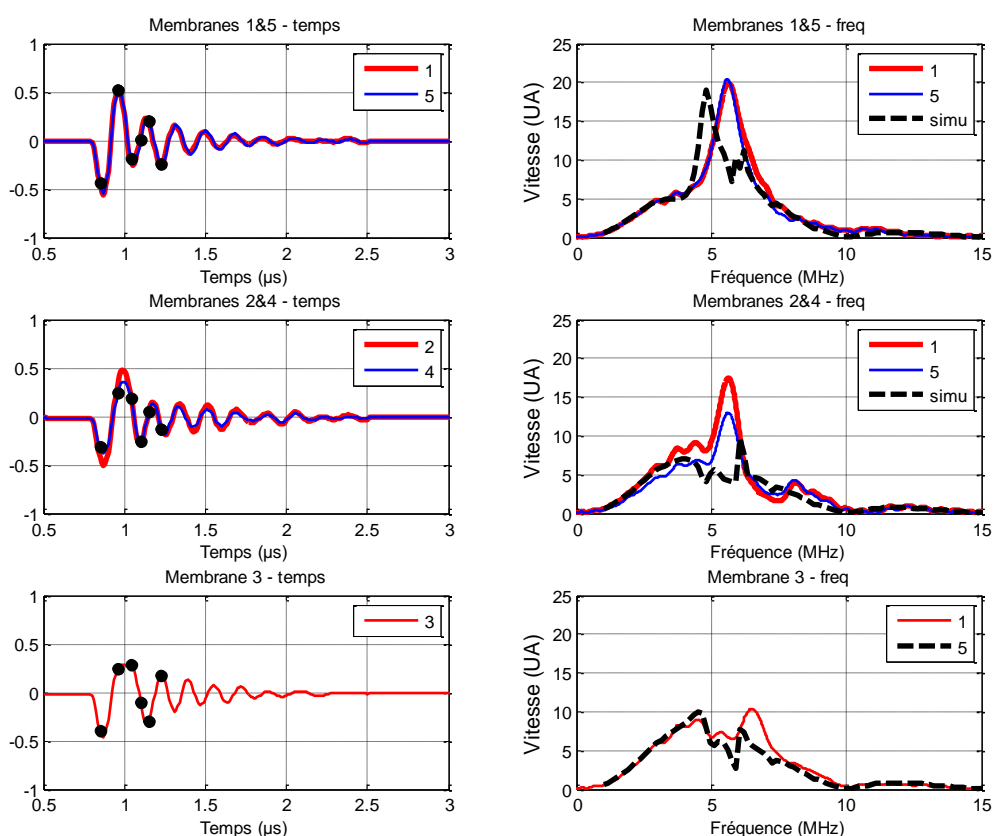 Membranes 1&5 - temps
1
0.5
0
-0.5
-1
0.5 1 1.5 2 2.5 3
Temps (µs)
1
5
Membranes 1&5 - freq
Vitesse (UA)
25
20
15
10
5
0
0 5 10 15
Fréquence (MHz)
1
5
simu
Membranes 2&4 - temps
1
0.5
0
-0.5
-1
0.5 1 1.5 2 2.5 3
Temps (µs)
2
4
Membranes 2&4 - freq
Vitesse (UA)
25
20
15
10
5
0
0 5 10 15
Fréquence (MHz)
1
5
simu
Membrane 3 - temps
1
0.5
0
-0.5
-1
0.5 1 1.5 2 2.5 3
Temps (µs)
3
Membrane 3 - freq
Vitesse (UA)
25
20
15
10
5
0
0 5 10 15
Fréquence (MHz)
1
5